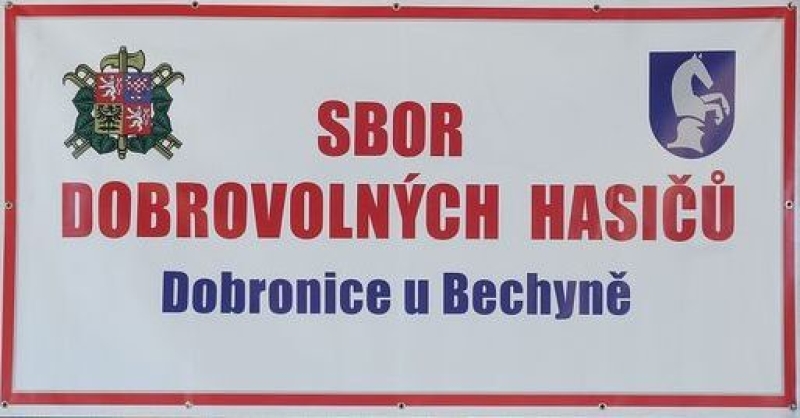 SBOR
DOBROVOLNÝCH HASIČŮ
Dobronice u Bechyně